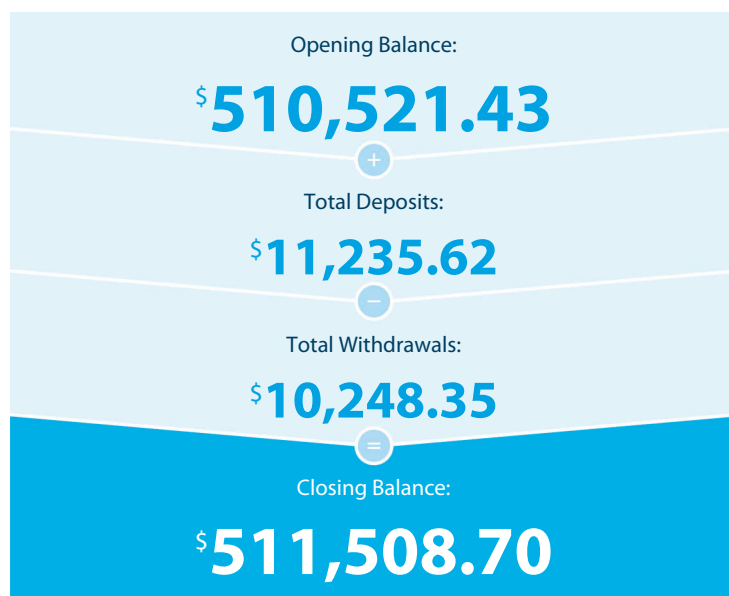 Opening Balance:
$510,521.43
+
Total Deposits:
$11,235.62
−
Total Withdrawals:
$10,248.35
=
Closing Balance:
$511,508.70